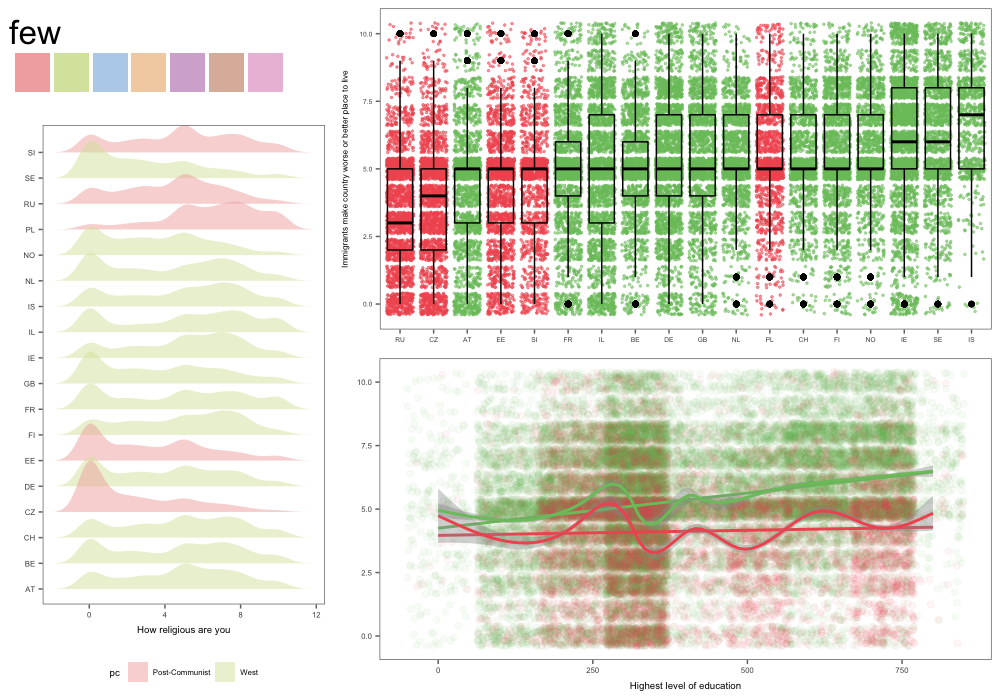 few
SI
SE
RU
PL
NO
NL
IS
IL
IE
GB
FR
FI
EE
DE
CZ
CH
BE
AT
0 4 8 12
How religious are you
pc Post-Communist West
Immigrants make country worse or better place to live
10.0
7.5
5.0
2.5
0.0
RU CZ AT EE SI FR IL BE DE GB NL PL CH FI NO IE SE IS
10.0
7.5
5.0
2.5
0.0
0 250 500 750
Highest level of education